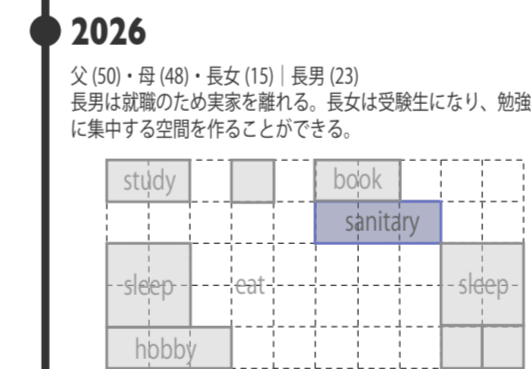 2026
父 (50)・母 (48)・長女 (15)｜長男 (23)
長男は就職のため実家を離れる。長女は受験生になり、勉強
に集中する空間を作ることができる。
study
book
sanitary
sleep
eat
sleep
hobby